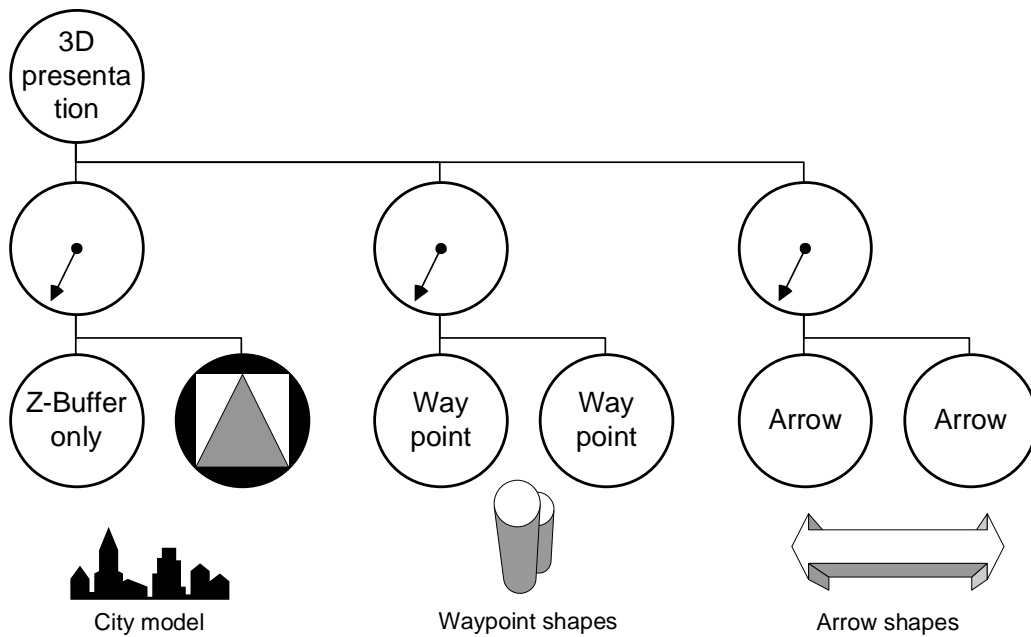 3D
presenta
tion
Z-Buffer
only
Way
point
Way
point
Arrow
Arrow
City model
Waypoint shapes
Arrow shapes